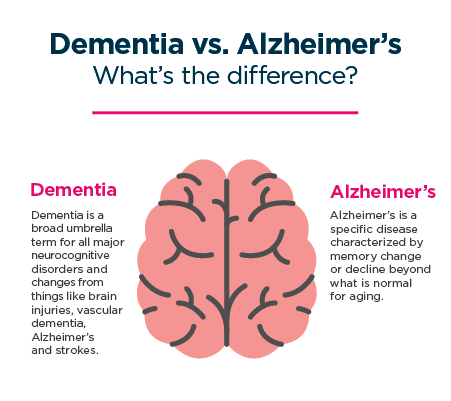 Dementia vs. Alzheimer's
What's the difference?
Dementia
Dementia is a
broad umbrella
term for all major
neurocognitive
disorders and
changes from
things like brain
injuries, vascular
dementia,
Alzheimer's
and strokes.
Alzheimer's
Alzheimer's is a
specific disease
characterized by
memory change
or decline beyond
what is normal
for aging.